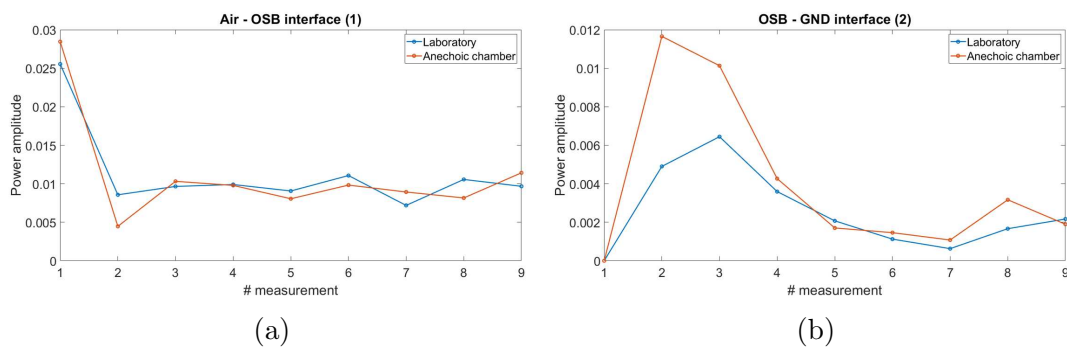 Air - OSB interface (1)
0.03
0.025
0.02
0.015
0.01
0.005
0
Power amplitude
Laboratory
Anechoic chamber
1 2 3 4 5 6 7 8 9
# measurement
(a)
OSB - GND interface (2)
0.012
0.01
0.008
0.006
0.004
0.002
0
Power amplitude
Laboratory
Anechoic chamber
1 2 3 4 5 6 7 8 9
# measurement
(b)